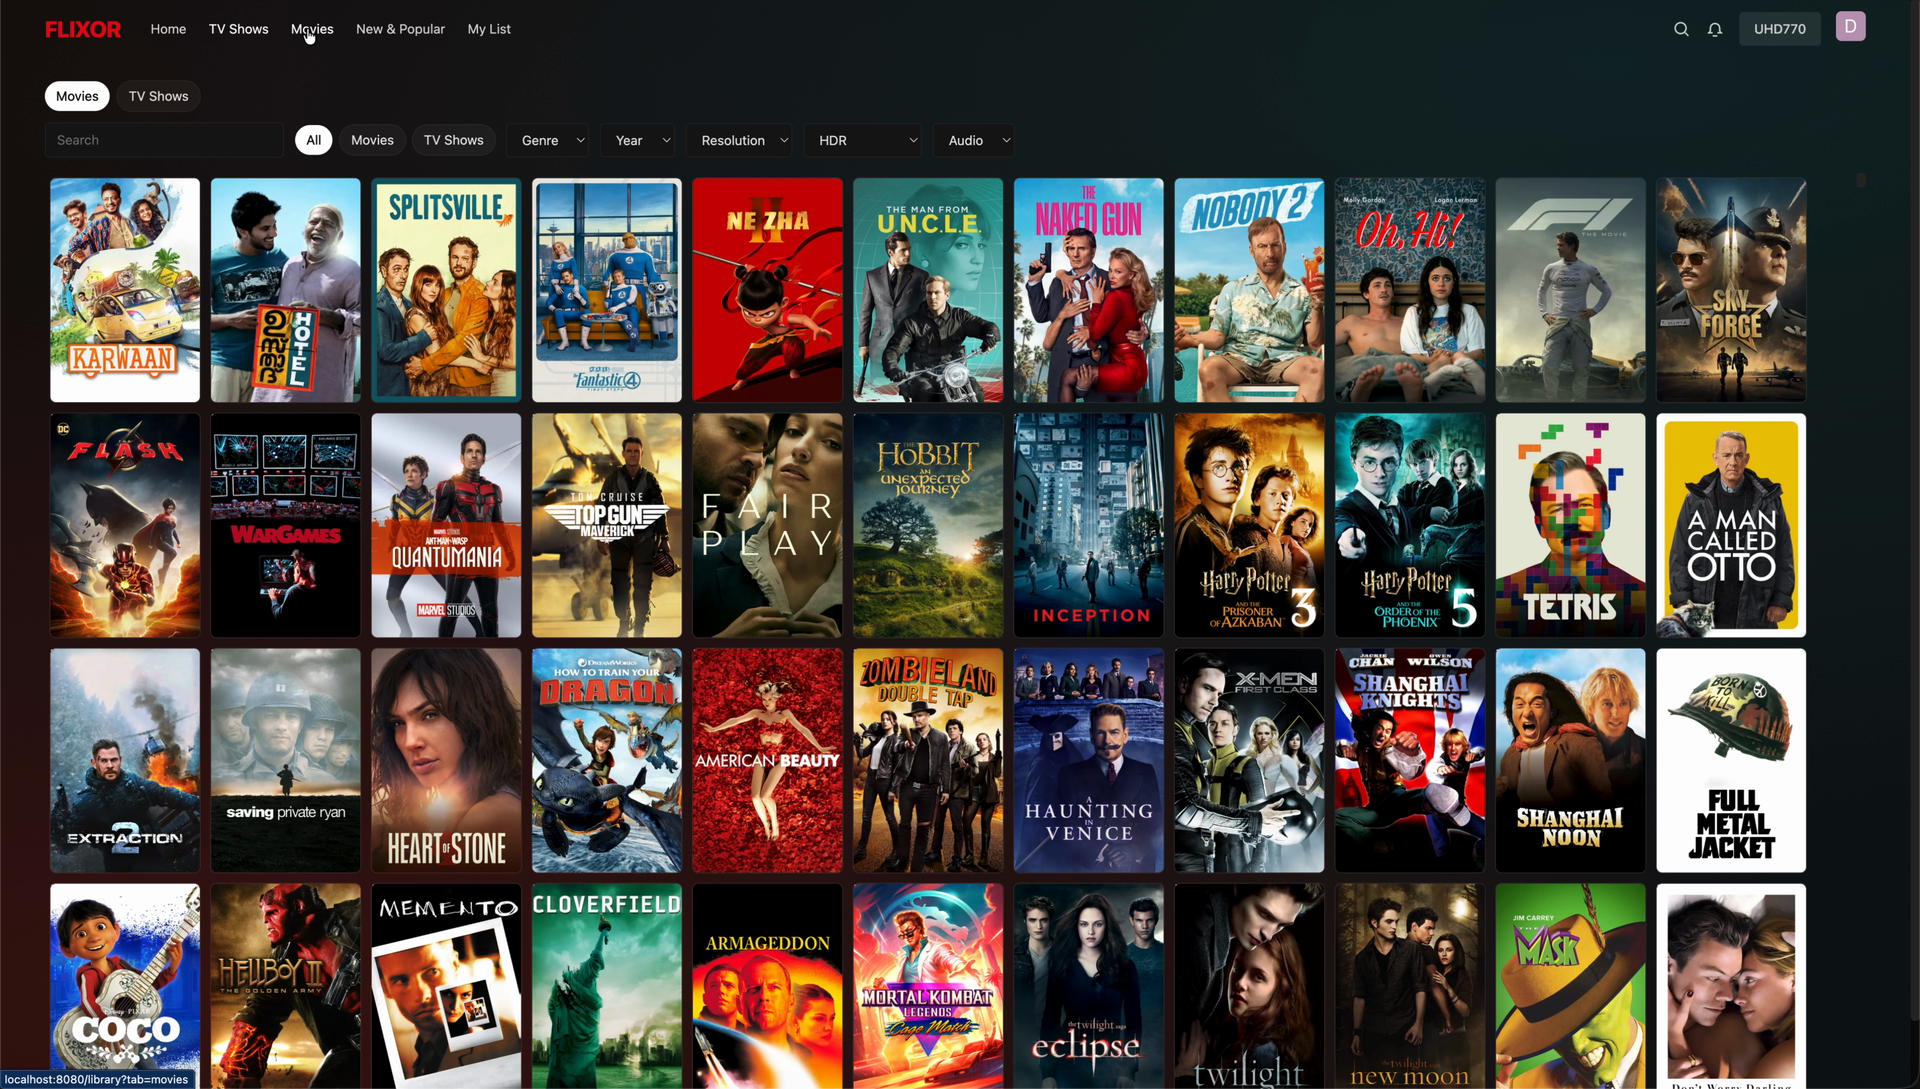 FLIXOR
Home
TV Shows
Movies
New & Popular
My List
UHD770
D
Movies
TV Shows
Search
All
Movies
TV Shows
Genre
Year
Resolution
HDR
Audio
KARWAAN
HOTEL
SPLITSVILLE
Fantastic 4
NE ZHA
II
THE MAN FROM
U.N.C.L.E.
THE
NAKED GUN
NOBODY 2
Molly Gordon
Logan Lerman
Oh, Hi!
F1
THE MOVIE
SKY
FORCE
DC
FLASH
WARGAMES
MARVEL STUDIOS
ANT-MAN AND THE WASP
QUANTUMANIA
MARVEL STUDIOS
TOM CRUISE
TOP GUN
MAVERICK
FAIR
PLAY
THE
HOBBIT
AN
UNEXPECTED
JOURNEY
INCEPTION
Harry Potter
AND THE
PRISONER
OF AZKABAN
3
Harry Potter
AND THE
ORDER OF THE
PHOENIX
5
TETRIS
A MAN
CALLED
OTTO
EXTRACTION
2
saving private ryan
HEART OF STONE
DREAMWORKS
HOW TO TRAIN YOUR
DRAGON
AMERICAN BEAUTY
ZOMBIELAND
DOUBLE TAP
A
HAUNTING
IN
VENICE
X-MEN
FIRST CLASS
JACKIE
CHAN
OWEN
WILSON
SHANGHAI
KNIGHTS
SHANGHAI
NOON
BORN
TO
KILL
FULL
METAL
JACKET
Disney PIXAR
COCO
HELLBOY II
THE GOLDEN ARMY
MEMENTO
CLOVERFIELD
ARMAGEDDON
MORTAL KOMBAT
LEGENDS
Cage Match
the twilight saga
eclipse
twilight
the twilight saga
new moon
JIM CARREY
THE
MASK
Don't Worry Darling
localhost:8080/library?tab=movies